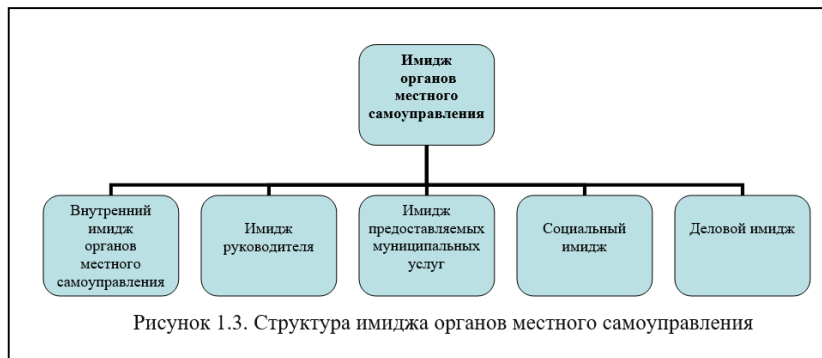 Имидж
органов
местного
самоуправления
Внутренний
имидж
органов
местного
самоуправления
Имидж
руководителя
Имидж
предоставляемых
муниципальных
услуг
Социальный
имидж
Деловой имидж
Рисунок 1.3. Структура имиджа органов местного самоуправления